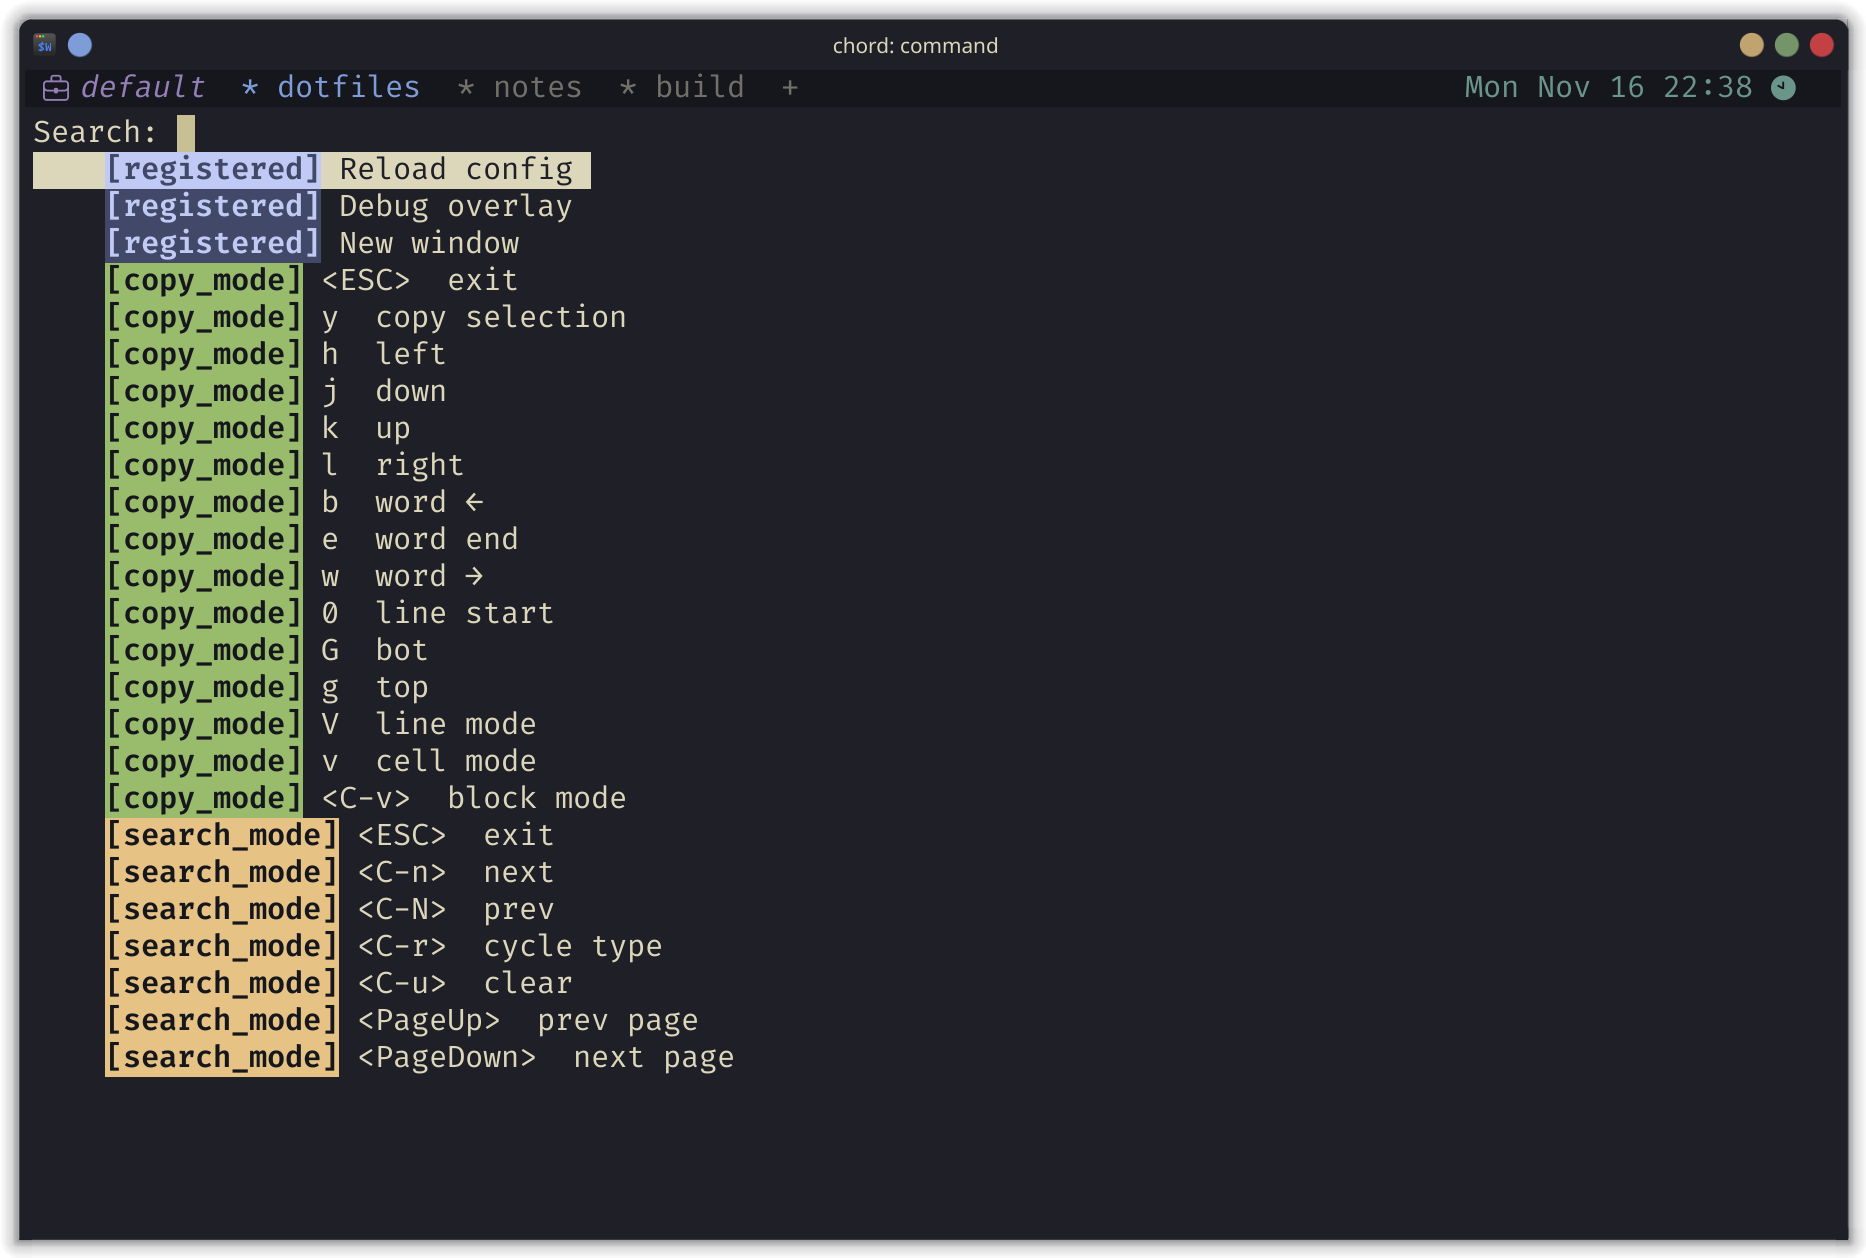 $W chord: command
default * dotfiles * notes * build + Mon Nov 16 22:38
Search:
[registered] Reload config
[registered] Debug overlay
[registered] New window
[copy_mode] <ESC>  exit
[copy_mode] y  copy selection
[copy_mode] h  left
[copy_mode] j  down
[copy_mode] k  up
[copy_mode] l  right
[copy_mode] b  word ←
[copy_mode] e  word end
[copy_mode] w  word →
[copy_mode] 0  line start
[copy_mode] G  bot
[copy_mode] g  top
[copy_mode] V  line mode
[copy_mode] v  cell mode
[copy_mode] <C-v>  block mode
[search_mode] <ESC>  exit
[search_mode] <C-n>  next
[search_mode] <C-N>  prev
[search_mode] <C-r>  cycle type
[search_mode] <C-u>  clear
[search_mode] <PageUp>  prev page
[search_mode] <PageDown>  next page